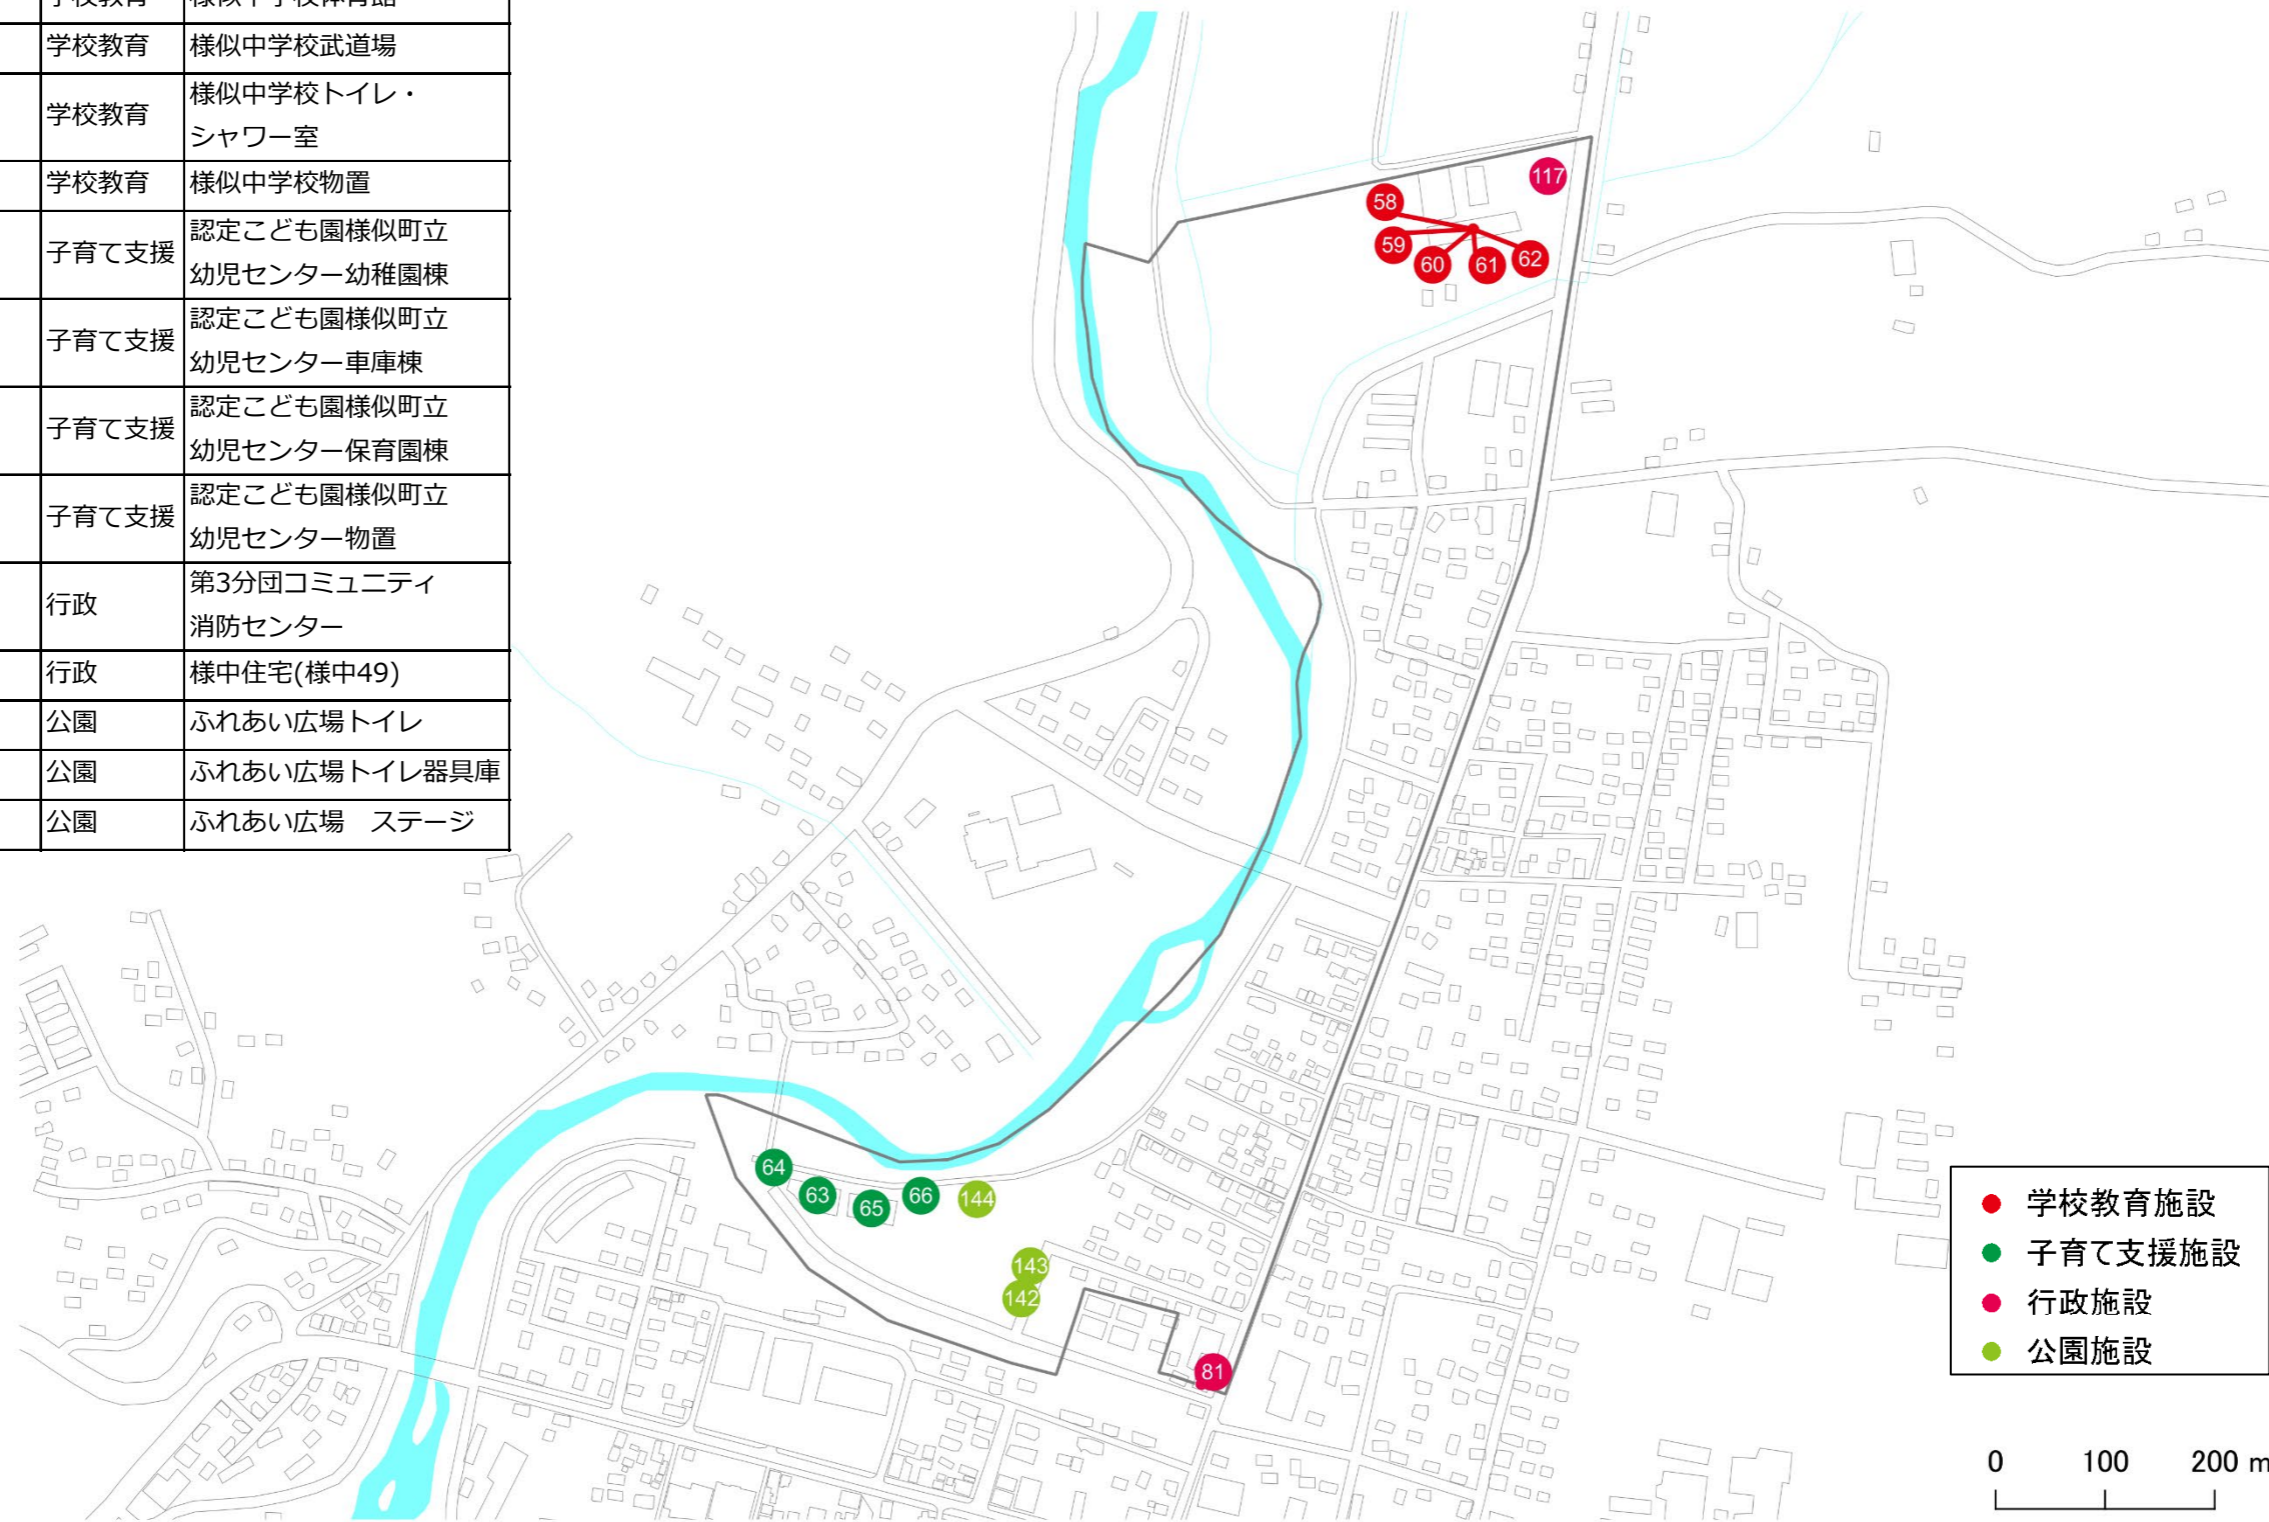 学校教育 様似中学校体育館
学校教育 様似中学校武道場
学校教育 様似中学校トイレ・
シャワー室
学校教育 様似中学校物置
子育て支援 認定こども園様似町立
幼児センター幼稚園棟
子育て支援 認定こども園様似町立
幼児センター車庫棟
子育て支援 認定こども園様似町立
幼児センター保育園棟
子育て支援 認定こども園様似町立
幼児センター物置
行政 第3分団コミュニティ
消防センター
行政 様中住宅(様中49)
公園 ふれあい広場トイレ
公園 ふれあい広場トイレ器具庫
公園 ふれあい広場　ステージ
117
58
59
60
61
62
64
63
65
66
144
143
142
81
学校教育施設
子育て支援施設
行政施設
公園施設
0 100 200 m